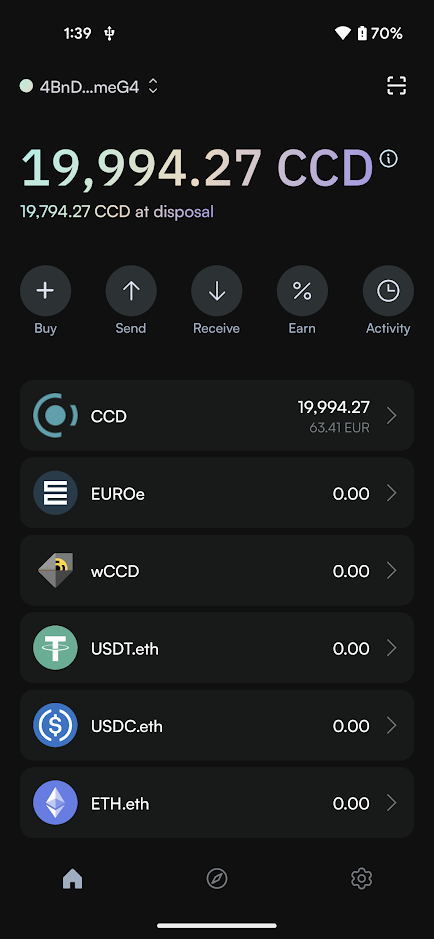 1:39 70%
4BnD...meG4
19,994.27 CCD
19,794.27 CCD at disposal
Buy Send Receive Earn Activity
CCD 19,994.27
63.41 EUR
EUROe 0.00
wCCD 0.00
USDT.eth 0.00
USDC.eth 0.00
ETH.eth 0.00